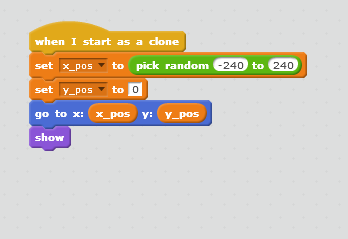 when I start as a clone
set x_pos to pick random -240 to 240
set y_pos to 0
go to x: x_pos y: y_pos
show